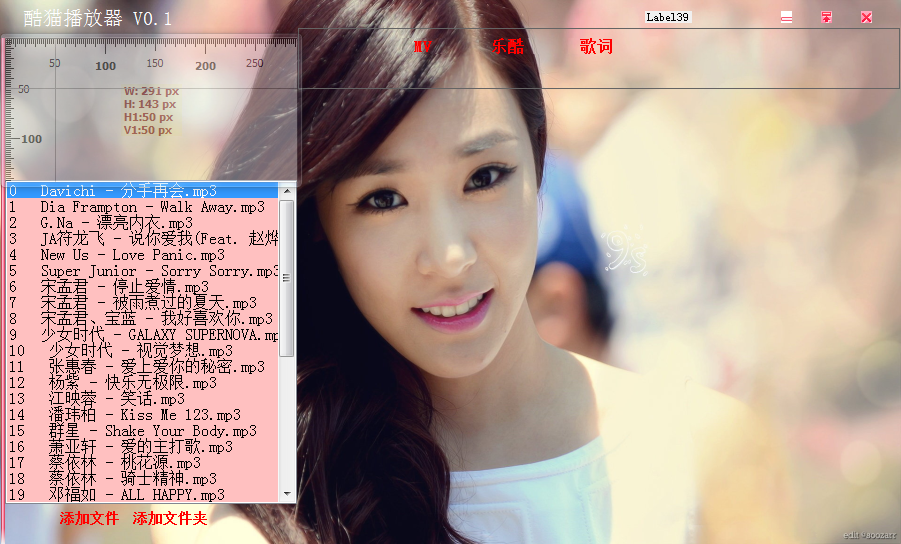 酷猫播放器 V0.1
Label39
MV 乐酷 歌词
50 100 150 200 250
50
W: 291 px
H: 143 px
H1:50 px
V1:50 px
100
0 Davichi - 分手再会.mp3
1 Dia Frampton - Walk Away.mp3
2 G.Na - 漂亮内衣.mp3
3 JA符龙飞 - 说你爱我(Feat. 赵烨
4 New Us - Love Panic.mp3
5 Super Junior - Sorry Sorry.mp3
6 宋孟君 - 停止爱情.mp3
7 宋孟君 - 被雨煮过的夏天.mp3
8 宋孟君、宝蓝 - 我好喜欢你.mp3
9 少女时代 - GALAXY SUPERNOVA.mp
10 少女时代 - 视觉梦想.mp3
11 张惠春 - 爱上爱你的秘密.mp3
12 杨紫 - 快乐无极限.mp3
13 江映蓉 - 笑话.mp3
14 潘玮柏 - Kiss Me 123.mp3
15 群星 - Shake Your Body.mp3
16 萧亚轩 - 爱的主打歌.mp3
17 蔡依林 - 桃花源.mp3
18 蔡依林 - 骑士精神.mp3
19 邓福如 - ALL HAPPY.mp3
添加文件 添加文件夹